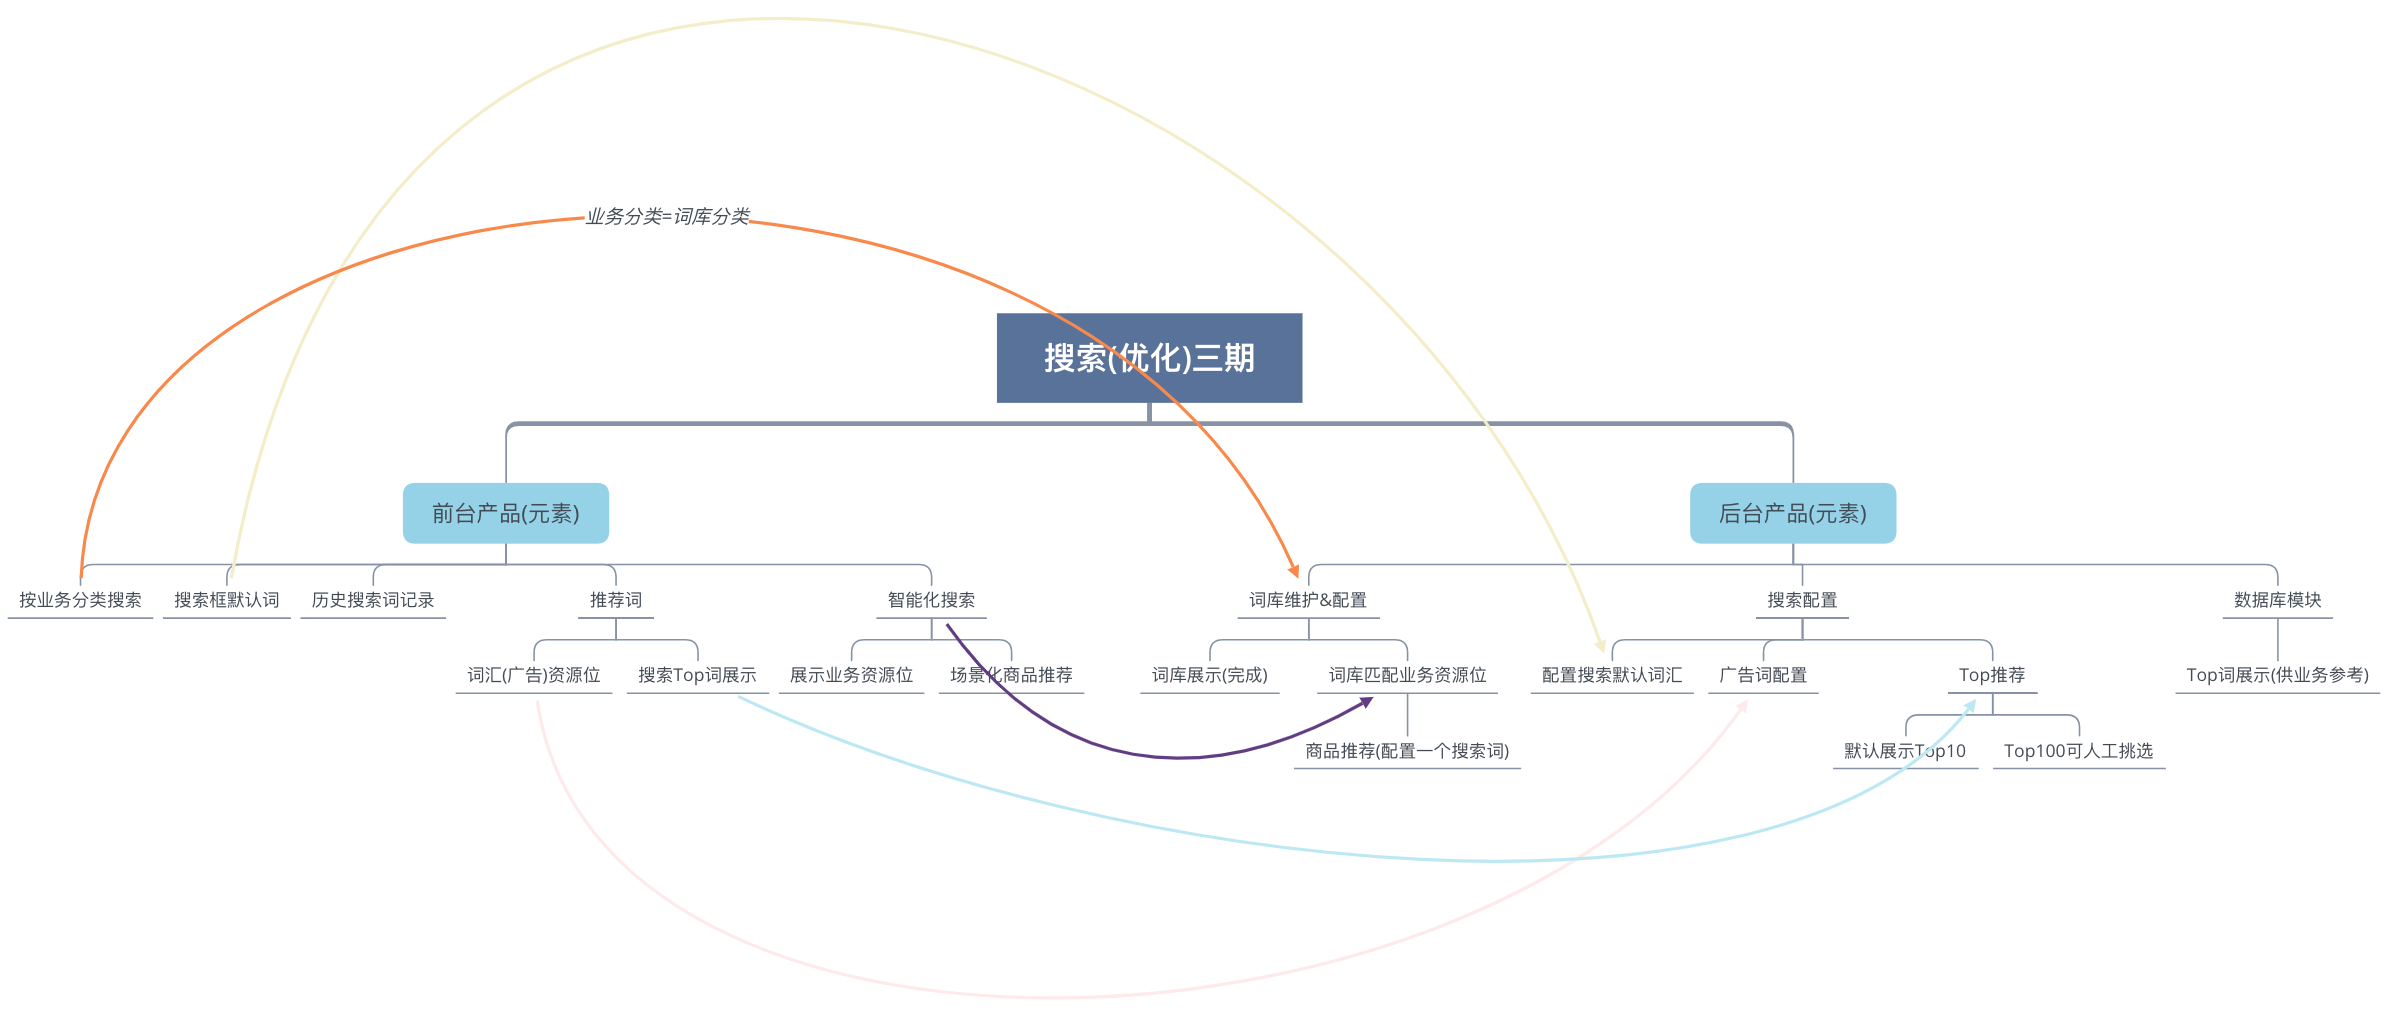 业务分类=词库分类
搜索(优化)三期
前台产品(元素)
后台产品(元素)
按业务分类搜索
搜索框默认词
历史搜索词记录
推荐词
智能化搜索
词库维护&配置
搜索配置
数据库模块
词汇(广告)资源位
搜索Top词展示
展示业务资源位
场景化商品推荐
词库展示(完成)
词库匹配业务资源位
配置搜索默认词汇
广告词配置
Top推荐
Top词展示(供业务参考)
商品推荐(配置一个搜索词)
默认展示Top10
Top100可人工挑选